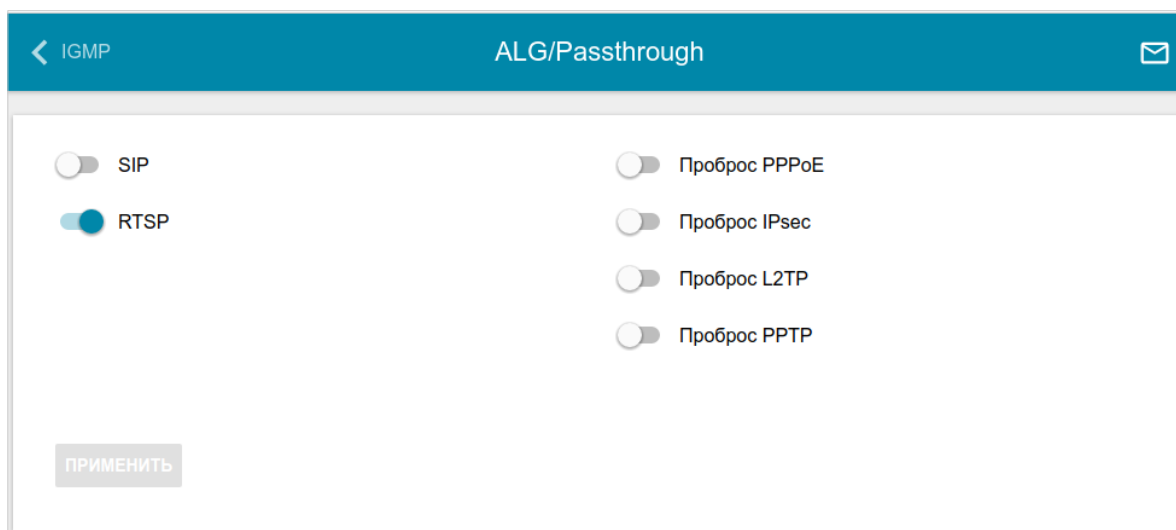 IGMP
ALG/Passthrough
SIP
RTSP
Проброс PPPoE
Проброс IPsec
Проброс L2TP
Проброс PPTP
ПРИМЕНИТЬ